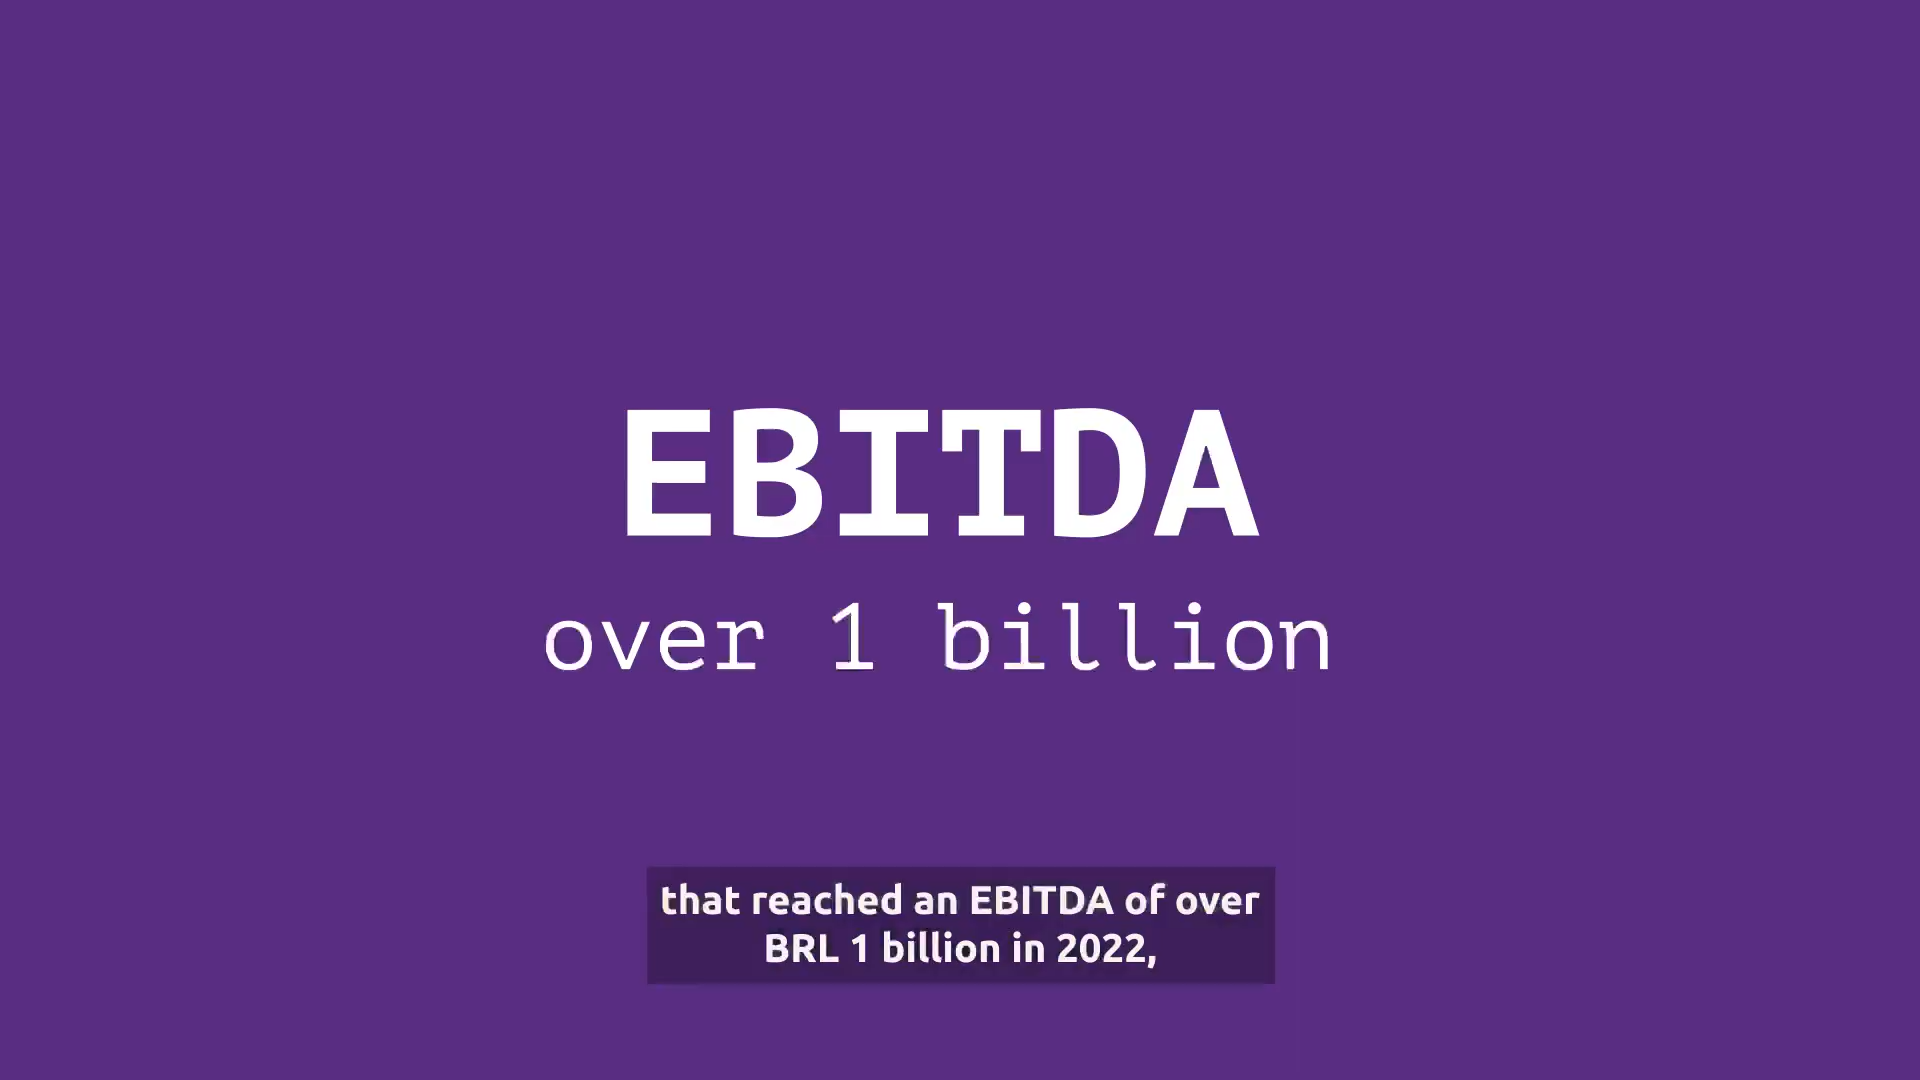 EBITDA
over 1 billion
that reached an EBITDA of over
BRL 1 billion in 2022,